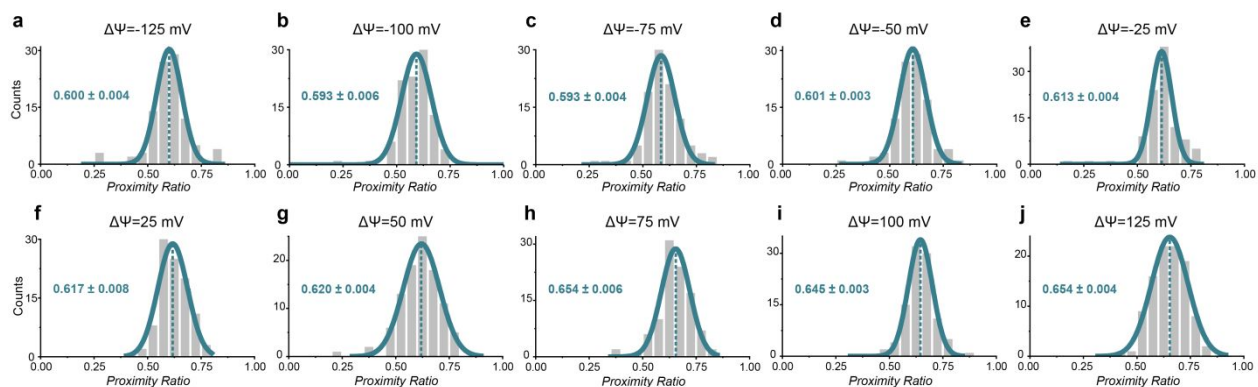 a
ΔΨ=-125 mV
30
15
0
Counts
0.600 ± 0.004
0.00 0.25 0.50 0.75 1.00
Proximity Ratio
b
ΔΨ=-100 mV
30
15
0
0.593 ± 0.006
0.00 0.25 0.50 0.75 1.00
Proximity Ratio
c
ΔΨ=-75 mV
30
15
0
0.593 ± 0.004
0.00 0.25 0.50 0.75 1.00
Proximity Ratio
d
ΔΨ=-50 mV
30
15
0
0.601 ± 0.003
0.00 0.25 0.50 0.75 1.00
Proximity Ratio
e
ΔΨ=-25 mV
30
15
0
0.613 ± 0.004
0.00 0.25 0.50 0.75 1.00
Proximity Ratio
f
ΔΨ=25 mV
30
15
0
Counts
0.617 ± 0.008
0.00 0.25 0.50 0.75 1.00
Proximity Ratio
g
ΔΨ=50 mV
20
10
0
0.620 ± 0.004
0.00 0.25 0.50 0.75 1.00
Proximity Ratio
h
ΔΨ=75 mV
30
15
0
0.654 ± 0.006
0.00 0.25 0.50 0.75 1.00
Proximity Ratio
i
ΔΨ=100 mV
30
15
0
0.645 ± 0.003
0.00 0.25 0.50 0.75 1.00
Proximity Ratio
j
ΔΨ=125 mV
20
10
0
0.654 ± 0.004
0.00 0.25 0.50 0.75 1.00
Proximity Ratio